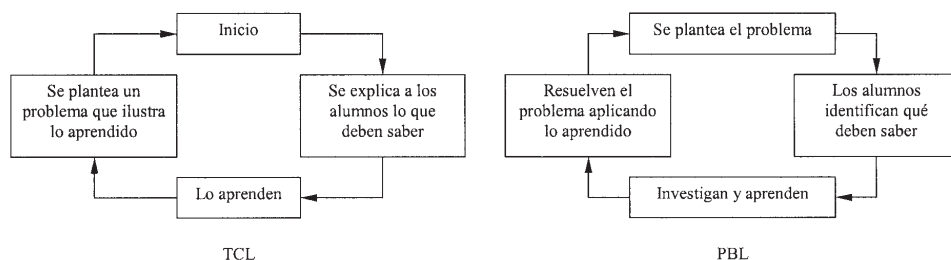 Inicio
Se explica a los
alumnos lo que
deben saber
Lo aprenden
Se plantea un
problema que ilustra
lo aprendido
TCL
Se plantea el problema
Los alumnos
identifican qué
deben saber
Investigan y aprenden
Resuelven el
problema aplicando
lo aprendido
PBL